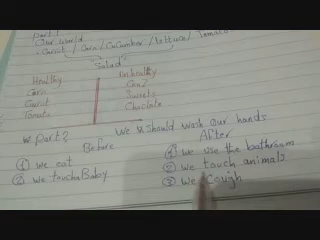 Part 1
Our world
Carrot / Corn / Cucumber / lettuce / Tomato
Salad
Healthy unhealthy
Corn Candy
Carrot Sweets
Tomato Choclate
Part 2 We should wash our hands
Before After
① we eat ① we use the bathroom
② we touch a Baby ② we touch animals
③ We cough